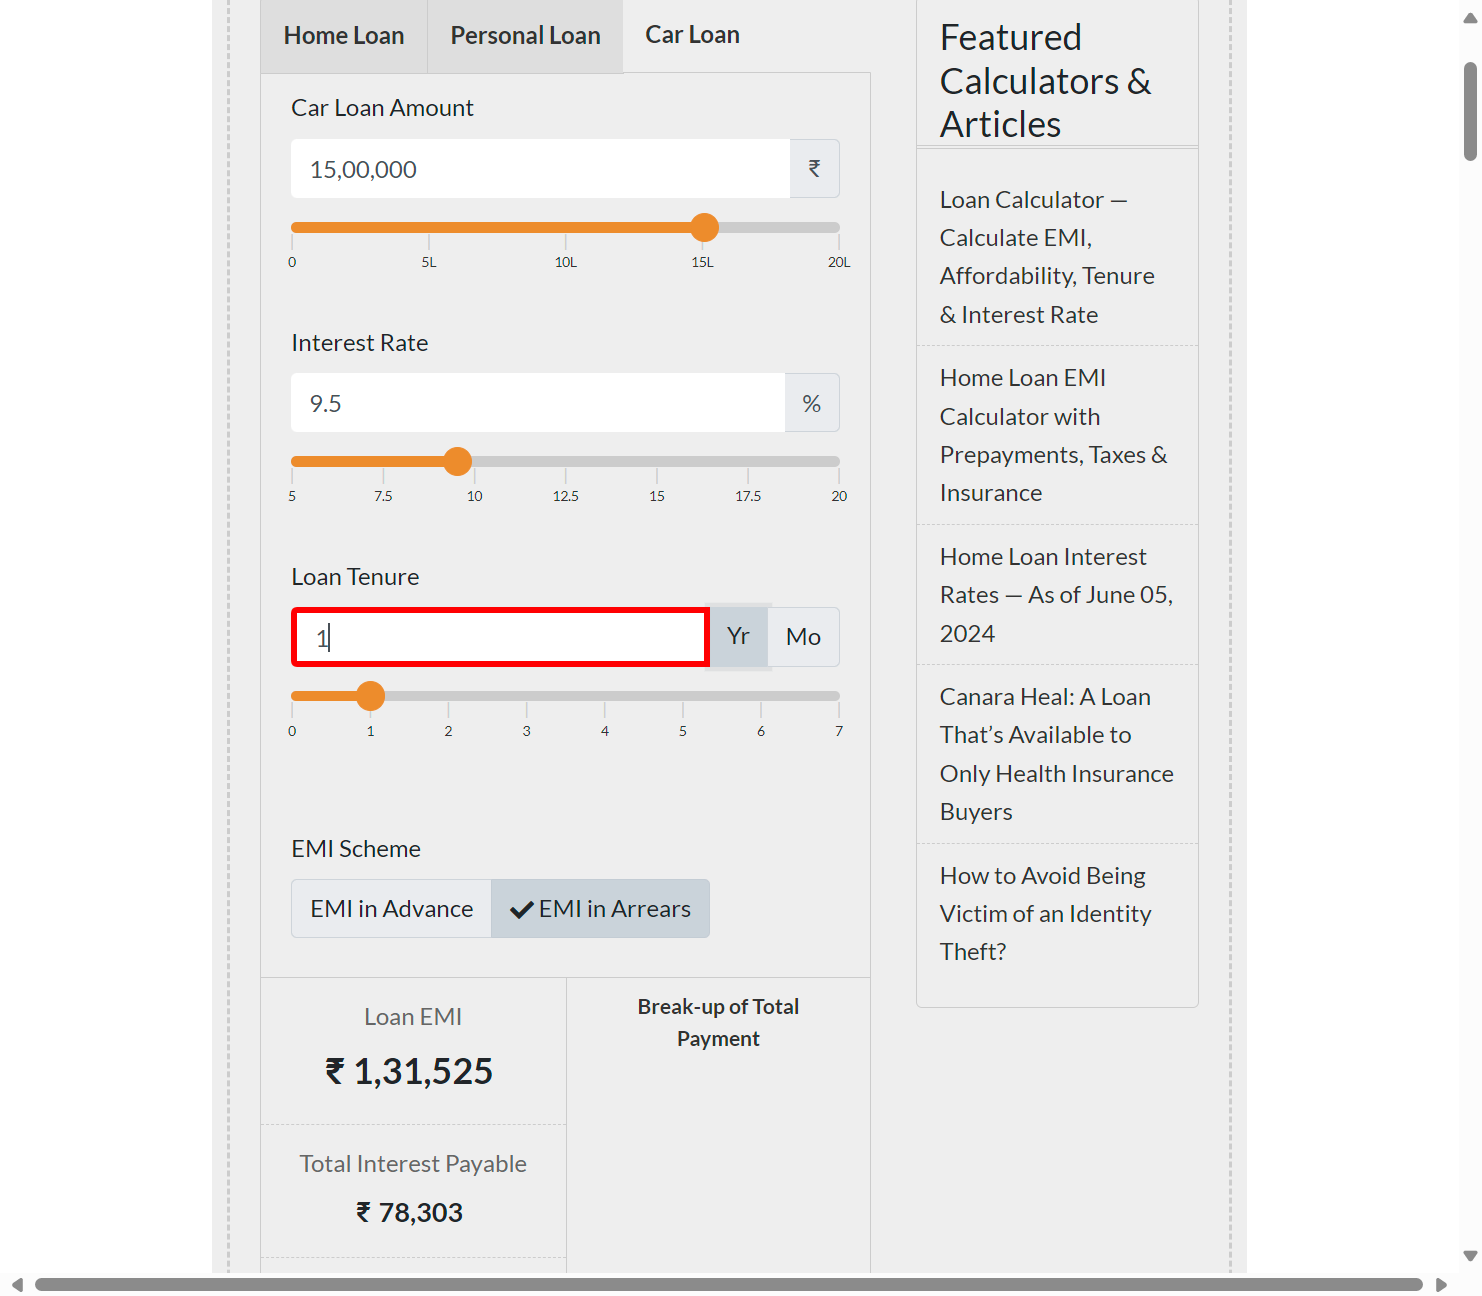 Home Loan
Personal Loan
Car Loan
Car Loan Amount
15,00,000
₹
0
5L
10L
15L
20L
Interest Rate
9.5
%
5
7.5
10
12.5
15
17.5
20
Loan Tenure
1
Yr
Mo
0
1
2
3
4
5
6
7
EMI Scheme
EMI in Advance
EMI in Arrears
Loan EMI
₹ 1,31,525
Total Interest Payable
₹ 78,303
Break-up of Total
Payment
Featured
Calculators &
Articles
Loan Calculator —
Calculate EMI,
Affordability, Tenure
& Interest Rate
Home Loan EMI
Calculator with
Prepayments, Taxes &
Insurance
Home Loan Interest
Rates — As of June 05,
2024
Canara Heal: A Loan
That’s Available to
Only Health Insurance
Buyers
How to Avoid Being
Victim of an Identity
Theft?